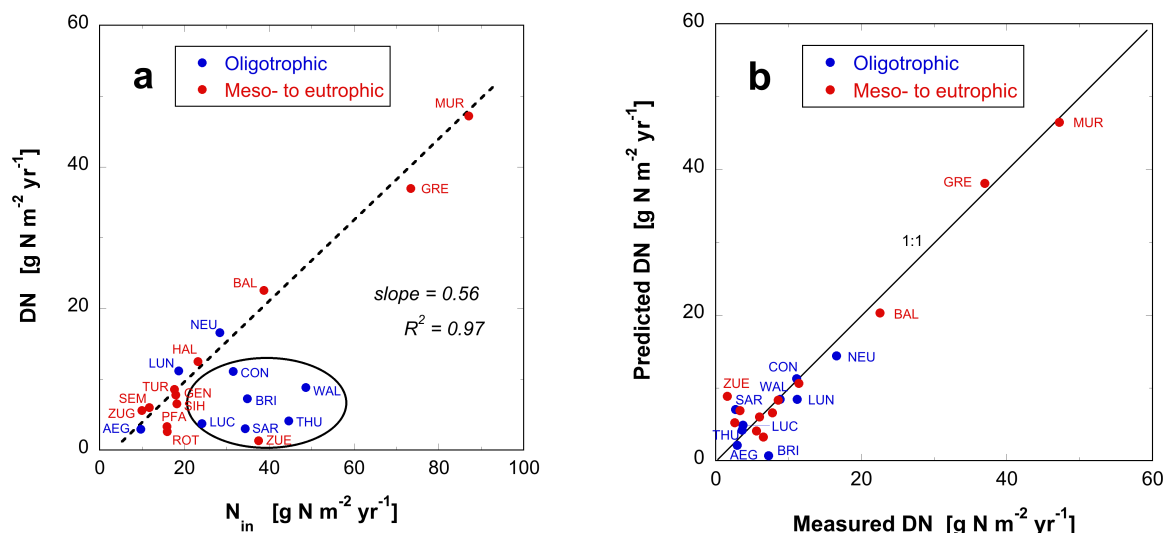 a
Oligotrophic
Meso- to eutrophic
60
40
20
0
0
20
40
60
80
100
DN [g N m⁻² yr⁻¹]
N_in [g N m⁻² yr⁻¹]
MUR
GRE
BAL
slope = 0.56
R² = 0.97
NEU
HAL
LUN
CON
TUR
GEN
WAL
SEM
SIH
BRI
ZUG
PFA
LUC
SAR
THU
AEG
ROT
ZUE
b
Oligotrophic
Meso- to eutrophic
60
40
20
0
0
20
40
60
Predicted DN [g N m⁻² yr⁻¹]
Measured DN [g N m⁻² yr⁻¹]
MUR
GRE
1:1
BAL
NEU
CON
ZUE
WAL
SAR
LUN
LUC
THU
AEG
BRI